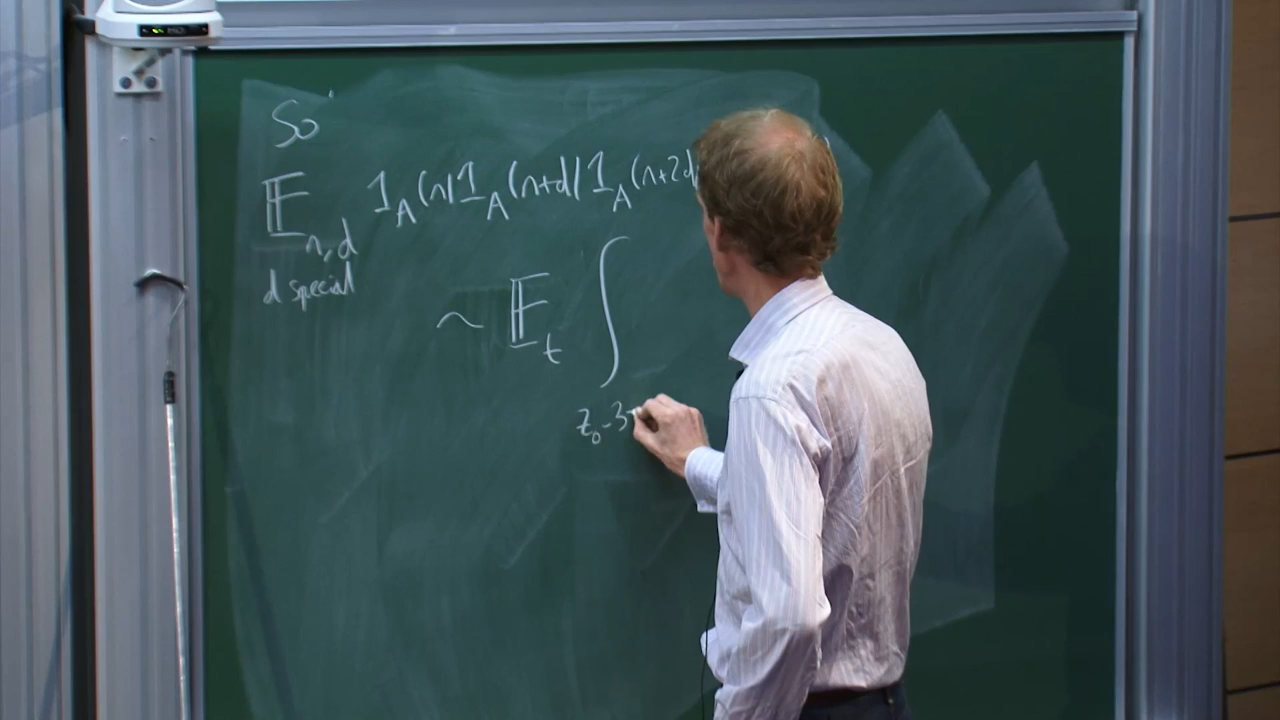 So
𝔼_{n,d} 1_A(n) 1_A(n+d) 1_A(n+2d
d special
~ 𝔼_t ∫
z_0-3